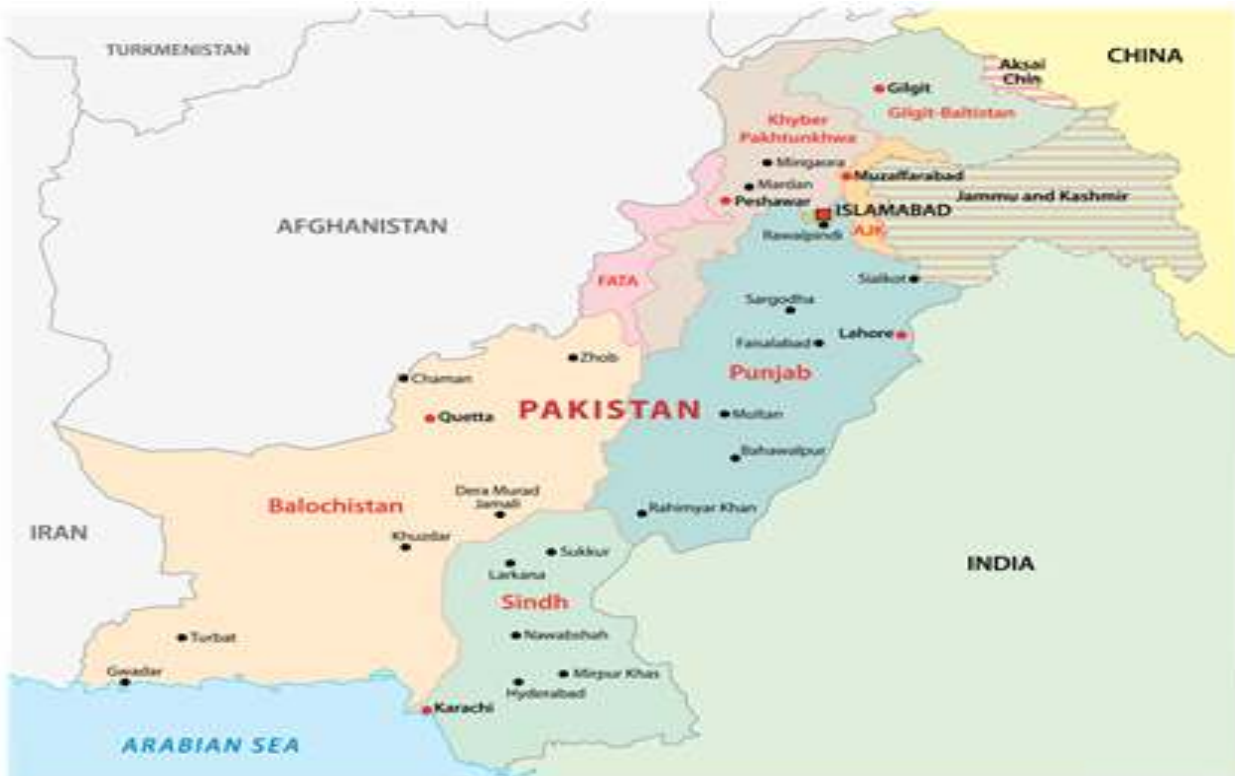 TURKMENISTAN
CHINA
Aksai
Chin
Gilgit
Gilgit-Baltistan
Khyber
Pakhtunkhwa
Mingaora
Mardan
Muzaffarabad
Peshawar
Jammu and Kashmir
ISLAMABAD
Rawalpindi
AJK
AFGHANISTAN
FATA
Sialkot
Sargodha
Lahore
Faisalabad
Zhob
Punjab
Chaman
PAKISTAN
Quetta
Multan
Bahawalpur
Dera Murad
Jamali
Balochistan
Rahimyar Khan
IRAN
Khuzdar
Sukkur
Larkana
INDIA
Sindh
Turbat
Nawabshah
Gwadar
Mirpur Khas
Hyderabad
Karachi
ARABIAN SEA